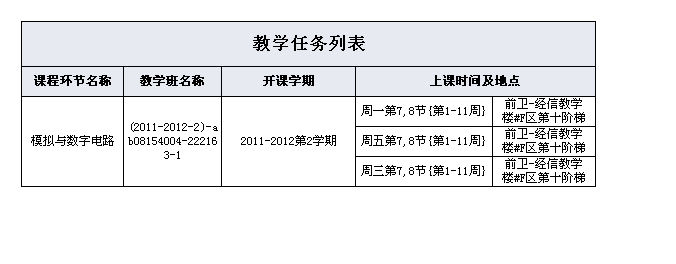 教学任务列表
课程环节名称 教学班名称 开课学期 上课时间及地点
模拟与数字电路
(2011-2012-2)-a
b08154004-22216
3-1
2011-2012第2学期
周一第7,8节{第1-11周}
前卫-经信教学
楼#F区第十阶梯
周五第7,8节{第1-11周}
前卫-经信教学
楼#F区第十阶梯
周三第7,8节{第1-11周}
前卫-经信教学
楼#F区第十阶梯